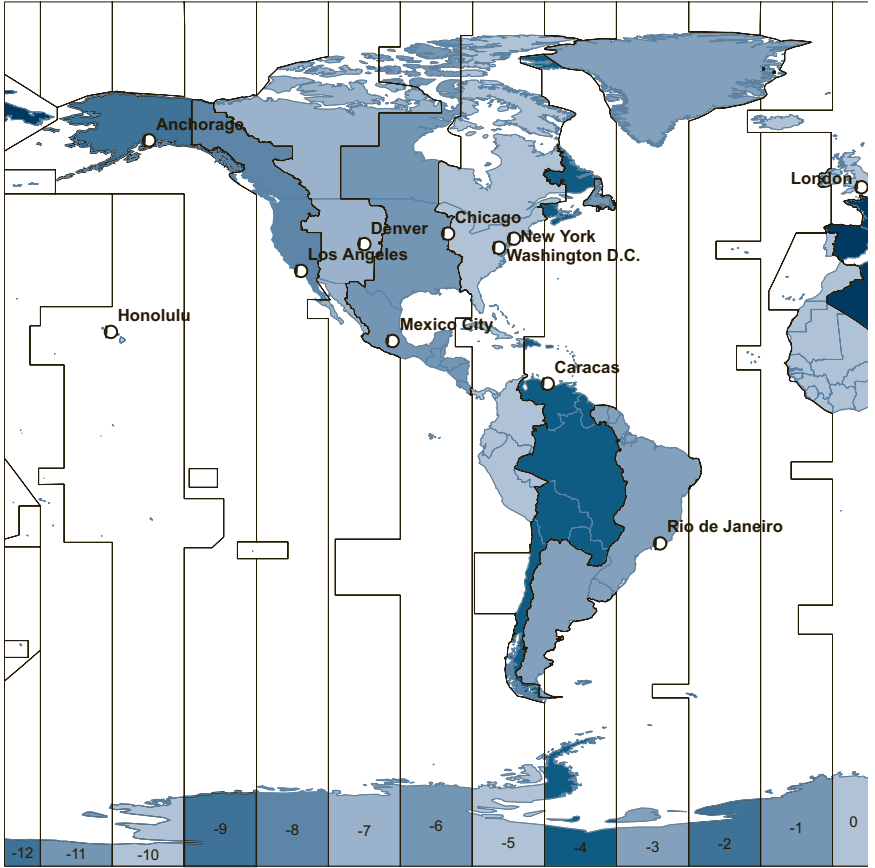 Anchorage
London
Chicago
Denver
New York
Washington D.C.
Los Angeles
Honolulu
Mexico City
Caracas
Rio de Janeiro
-12
-11
-10
-9
-8
-7
-6
-5
-4
-3
-2
-1
0